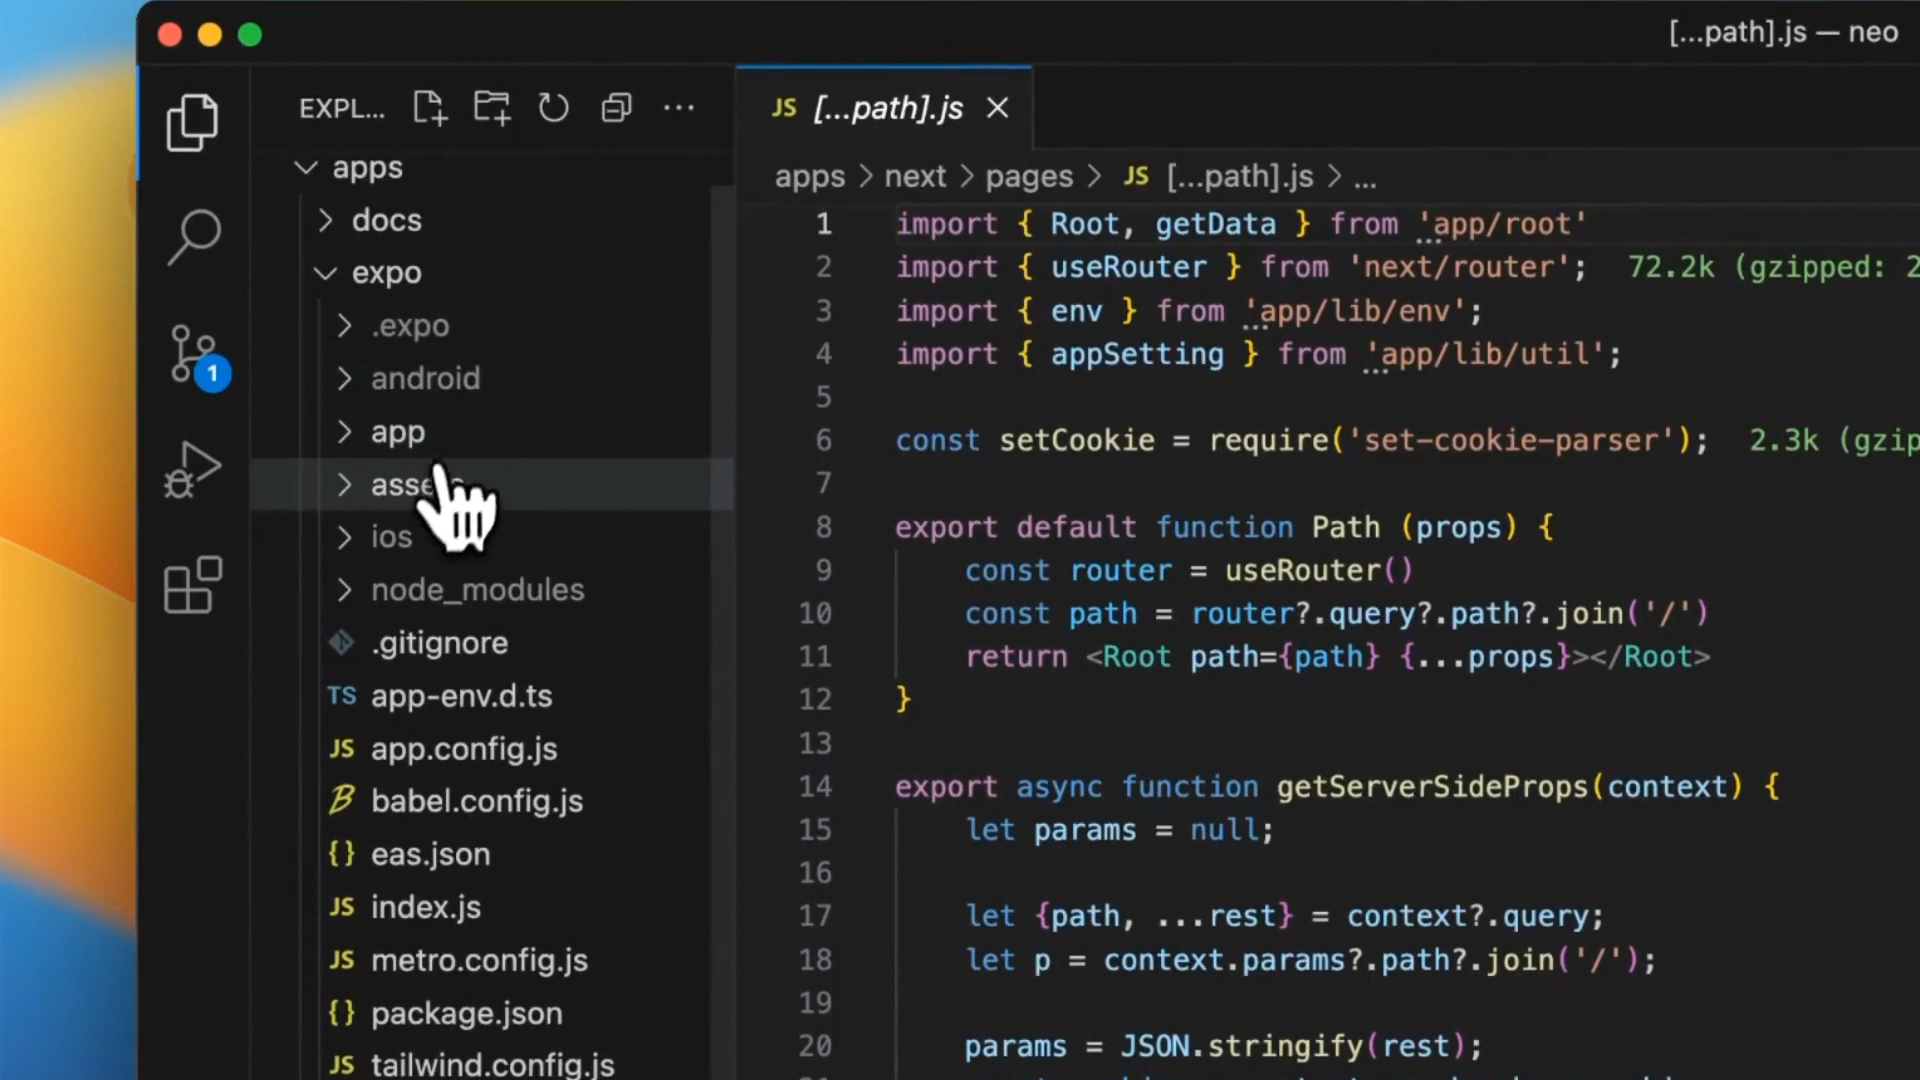 [...path].js — neo
EXPL...
JS [...path].js
apps > next > pages > JS [...path].js > ...
apps
docs
expo
.expo
android
app
ios
node_modules
.gitignore
TS app-env.d.ts
JS app.config.js
babel.config.js
{} eas.json
JS index.js
JS metro.config.js
{} package.json
JS tailwind.config.js
1
1 import { Root, getData } from 'app/root'
2 import { useRouter } from 'next/router'; 72.2k (gzipped: 2
3 import { env } from 'app/lib/env';
4 import { appSetting } from 'app/lib/util';
5
6 const setCookie = require('set-cookie-parser'); 2.3k (gzip
7
8 export default function Path (props) {
9 const router = useRouter()
10 const path = router?.query?.path?.join('/')
11 return <Root path={path} {...props}></Root>
12 }
13
14 export async function getServerSideProps(context) {
15 let params = null;
16
17 let {path, ...rest} = context?.query;
18 let p = context.params?.path?.join('/');
19
20 params = JSON.stringify(rest);